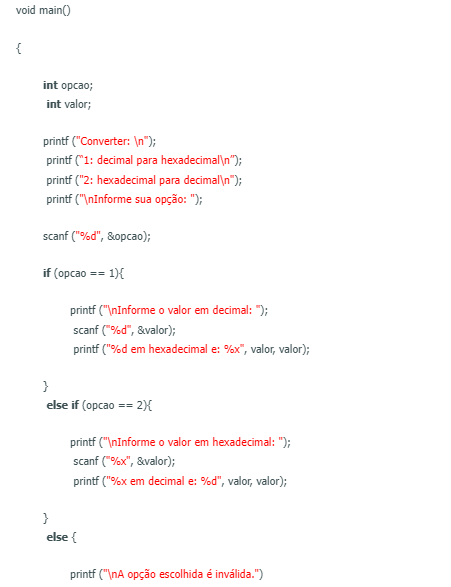 void main()
{
int opcao;
int valor;
printf ("Converter: \n");
printf ("1: decimal para hexadecimal\n");
printf ("2: hexadecimal para decimal\n");
printf ("\nInforme sua opção: ");
scanf ("%d", &opcao);
if (opcao == 1){
printf ("\nInforme o valor em decimal: ");
scanf ("%d", &valor);
printf ("%d em hexadecimal e: %x", valor, valor);
}
else if (opcao == 2){
printf ("\nInforme o valor em hexadecimal: ");
scanf ("%x", &valor);
printf ("%x em decimal e: %d", valor, valor);
}
else {
printf ("\nA opção escolhida é inválida.")